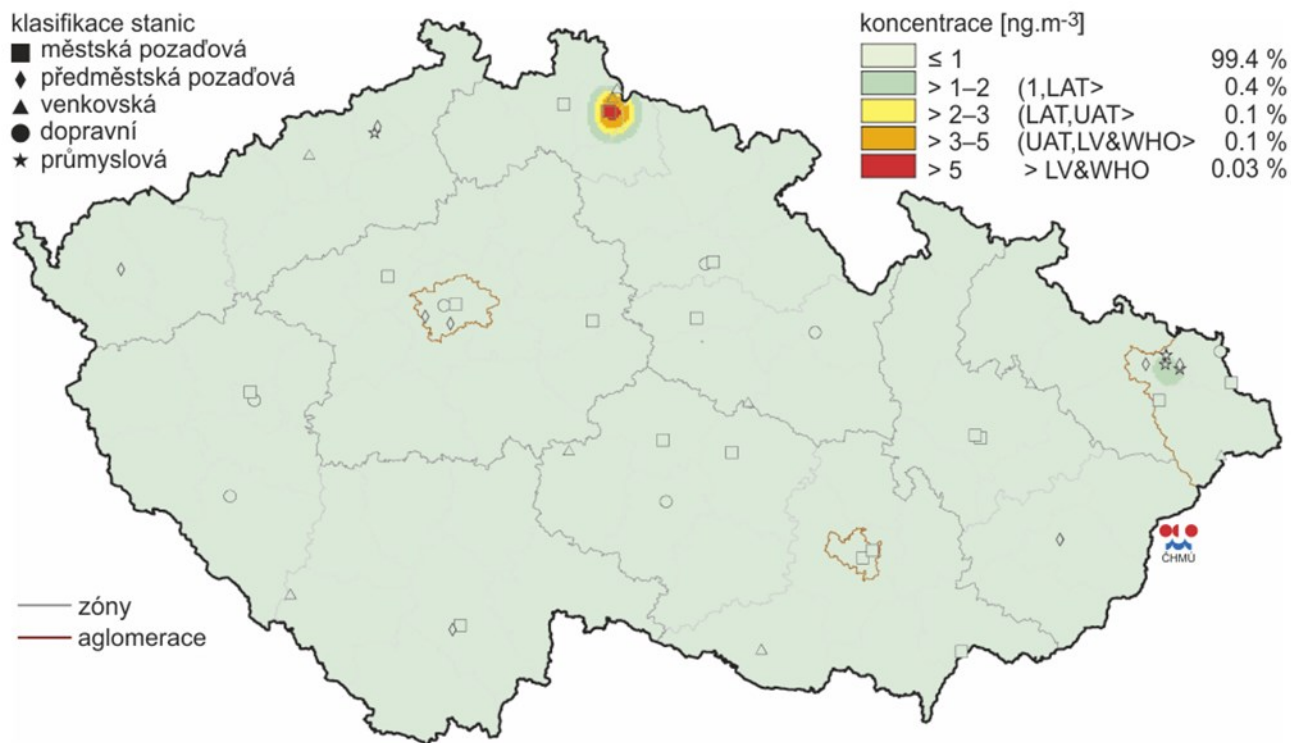 klasifikace stanic
městská pozaďová
předměstská pozaďová
venkovská
dopravní
průmyslová
koncentrace [ng.m-3]
≤ 1 99.4 %
> 1–2 (1,LAT> 0.4 %
> 2–3 (LAT,UAT> 0.1 %
> 3–5 (UAT,LV&WHO> 0.1 %
> 5 > LV&WHO 0.03 %
ČHMÚ
zóny
aglomerace